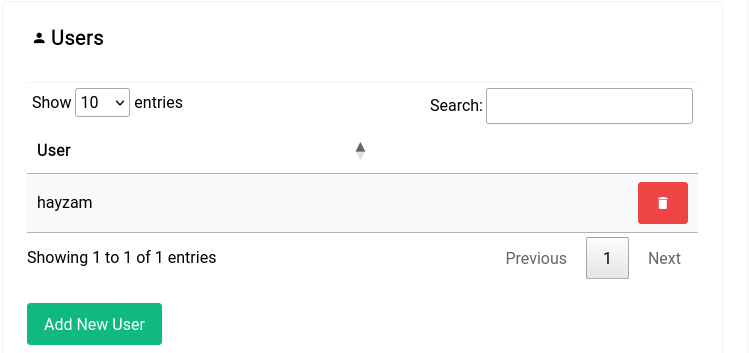 Users
Show 10 entries
Search:
User
hayzam
Showing 1 to 1 of 1 entries
Previous 1 Next
Add New User